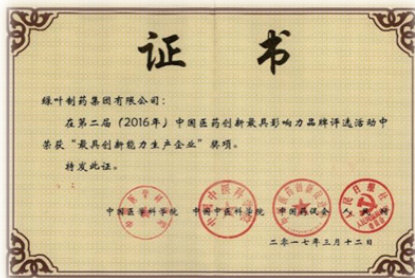 证 书
绿叶制药集团有限公司：
在第二届（2016年）中国医药创新最具影响力品牌评选活动中
荣获“最具创新能力生产企业”奖项。
特发此证。
中国医学科学院 中国中医科学院 中国药促会 人民网
二零一七年三月十二日